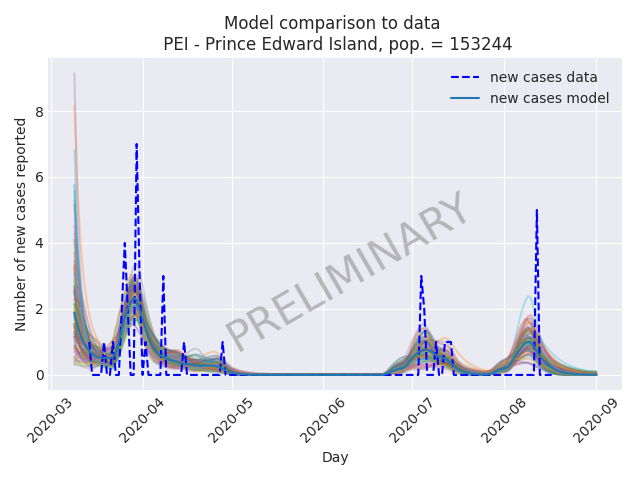 Model comparison to data
PEI - Prince Edward Island, pop. = 153244
new cases data
new cases model
8
6
4
2
0
Number of new cases reported
PRELIMINARY
2020-03
2020-04
2020-05
2020-06
2020-07
2020-08
2020-09
Day